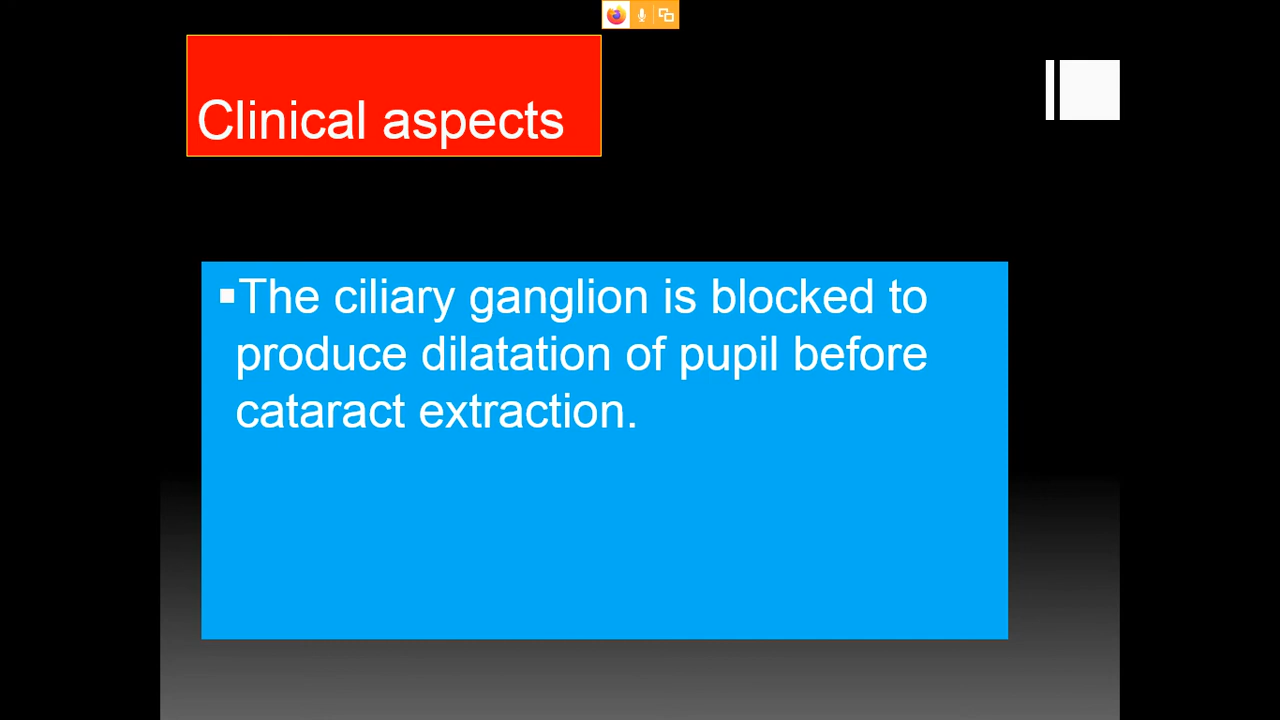 Clinical aspects
▪The ciliary ganglion is blocked to
produce dilatation of pupil before
cataract extraction.